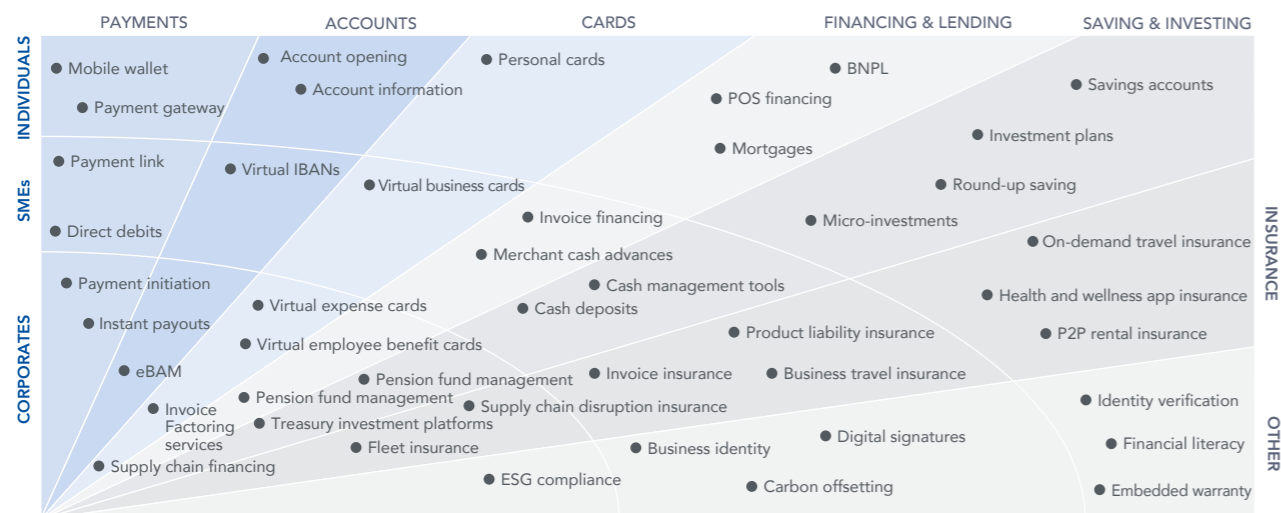 PAYMENTS
ACCOUNTS
CARDS
FINANCING & LENDING
SAVING & INVESTING
INDIVIDUALS
SMEs
CORPORATES
INSURANCE
OTHER
Mobile wallet
Payment gateway
Account opening
Account information
Personal cards
BNPL
POS financing
Mortgages
Savings accounts
Investment plans
Round-up saving
Micro-investments
Payment link
Direct debits
Virtual IBANs
Virtual business cards
Invoice financing
Merchant cash advances
Cash management tools
Cash deposits
On-demand travel insurance
Health and wellness app insurance
P2P rental insurance
Product liability insurance
Business travel insurance
Invoice insurance
Payment initiation
Instant payouts
eBAM
Virtual expense cards
Virtual employee benefit cards
Pension fund management
Pension fund management
Supply chain disruption insurance
Treasury investment platforms
Fleet insurance
Invoice
Factoring
services
Supply chain financing
ESG compliance
Business identity
Digital signatures
Carbon offsetting
Identity verification
Financial literacy
Embedded warranty